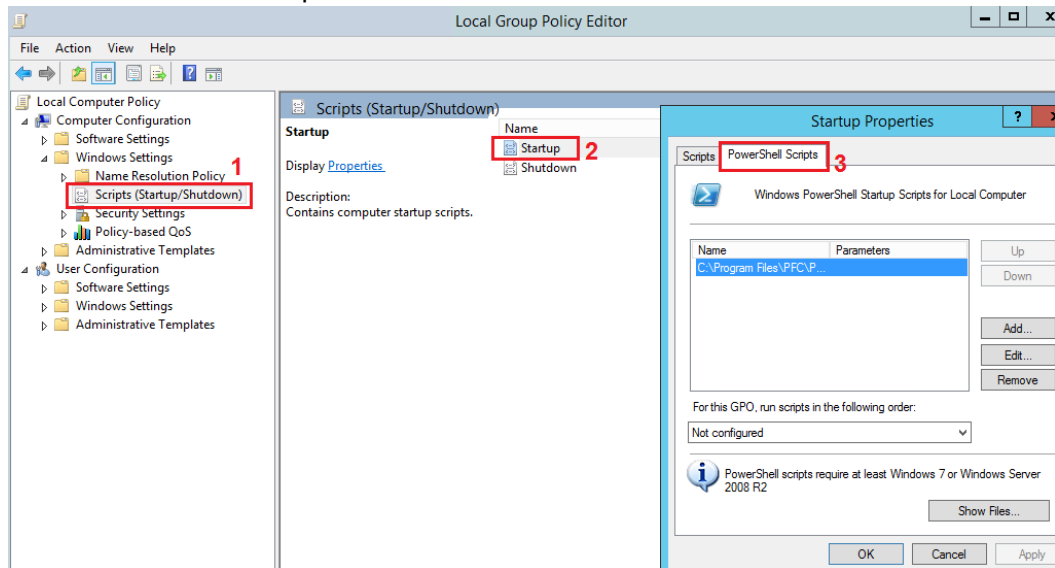 Local Group Policy Editor
File Action View Help
Local Computer Policy
Computer Configuration
Software Settings
Windows Settings
1
Name Resolution Policy
Scripts (Startup/Shutdown)
Security Settings
Policy-based QoS
Administrative Templates
User Configuration
Software Settings
Windows Settings
Administrative Templates
Scripts (Startup/Shutdown)
Startup
Display Properties
Description:
Contains computer startup scripts.
Name
Startup
2
Shutdown
Startup Properties
?
Scripts
PowerShell Scripts
3
Windows PowerShell Startup Scripts for Local Computer
Name Parameters
C:\Program Files\PFC\P...
Up
Down
Add...
Edit...
Remove
For this GPO, run scripts in the following order:
Not configured
PowerShell scripts require at least Windows 7 or Windows Server
2008 R2
Show Files...
OK Cancel Apply